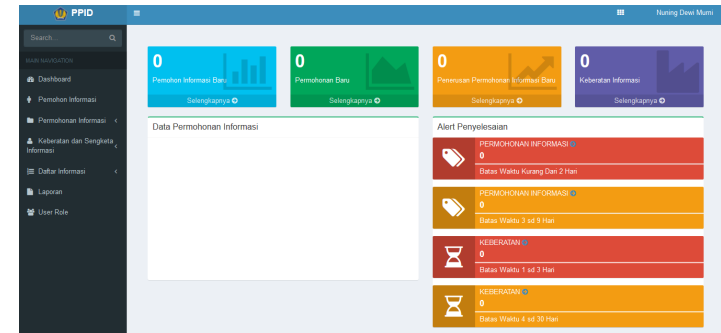 PPID
Nuning Dewi Murni
Search...
MAIN NAVIGATION
Dashboard
Pemohon Informasi
Permohonan Informasi
Keberatan dan Sengketa
Informasi
Daftar Informasi
Laporan
User Role
0
Pemohon Informasi Baru
Selengkapnya
0
Permohonan Baru
Selengkapnya
0
Penerusan Permohonan Informasi Baru
Selengkapnya
0
Keberatan Informasi
Selengkapnya
Data Permohonan Informasi
Alert Penyelesaian
PERMOHONAN INFORMASI
0
Batas Waktu Kurang Dari 2 Hari
PERMOHONAN INFORMASI
0
Batas Waktu 3 sd 9 Hari
KEBERATAN
0
Batas Waktu 1 sd 3 Hari
KEBERATAN
0
Batas Waktu 4 sd 30 Hari